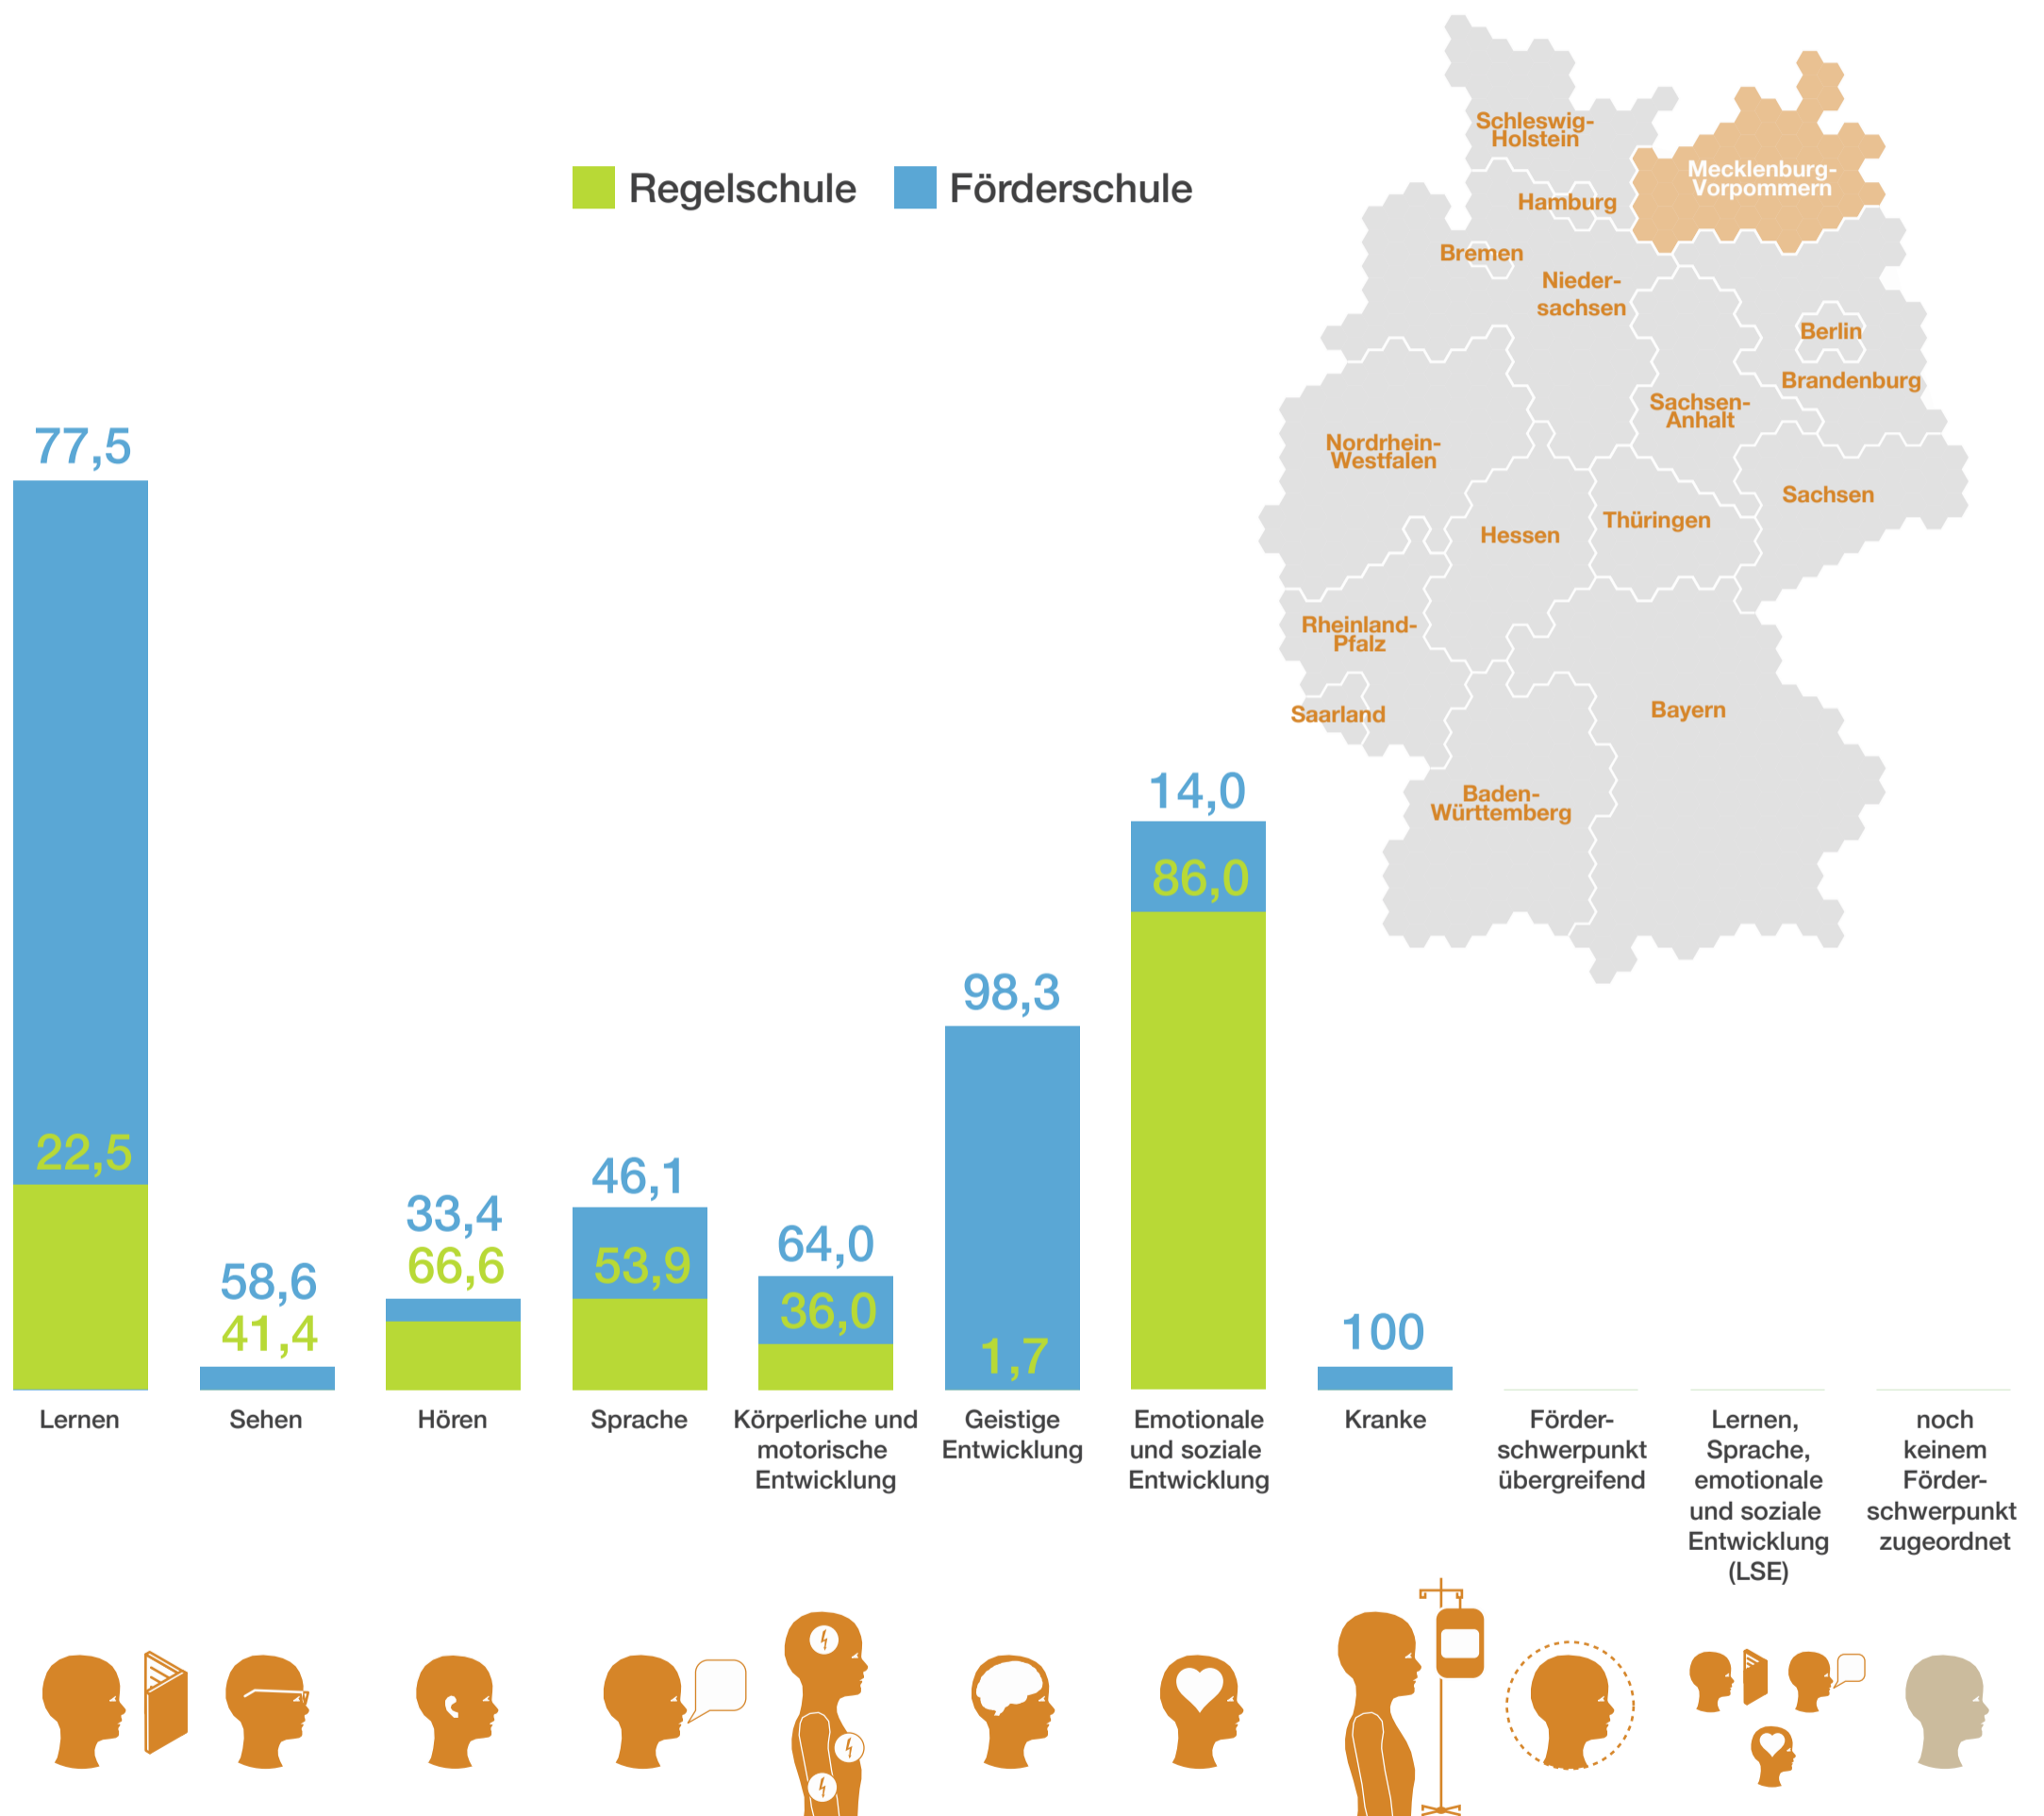 Regelschule
Förderschule
Schleswig-
Holstein
Mecklenburg-
Vorpommern
Hamburg
Bremen
Nieder-
sachsen
Berlin
Brandenburg
Sachsen-
Anhalt
Nordrhein-
Westfalen
Sachsen
Thüringen
Hessen
Rheinland-
Pfalz
Saarland
Bayern
Baden-
Württemberg
77,5
22,5
58,6
41,4
33,4
66,6
46,1
53,9
64,0
36,0
98,3
1,7
14,0
86,0
100
Lernen
Sehen
Hören
Sprache
Körperliche und
motorische
Entwicklung
Geistige
Entwicklung
Emotionale
und soziale
Entwicklung
Kranke
Förder-
schwerpunkt
übergreifend
Lernen,
Sprache,
emotionale
und soziale
Entwicklung
(LSE)
noch
keinem
Förder-
schwerpunkt
zugeordnet